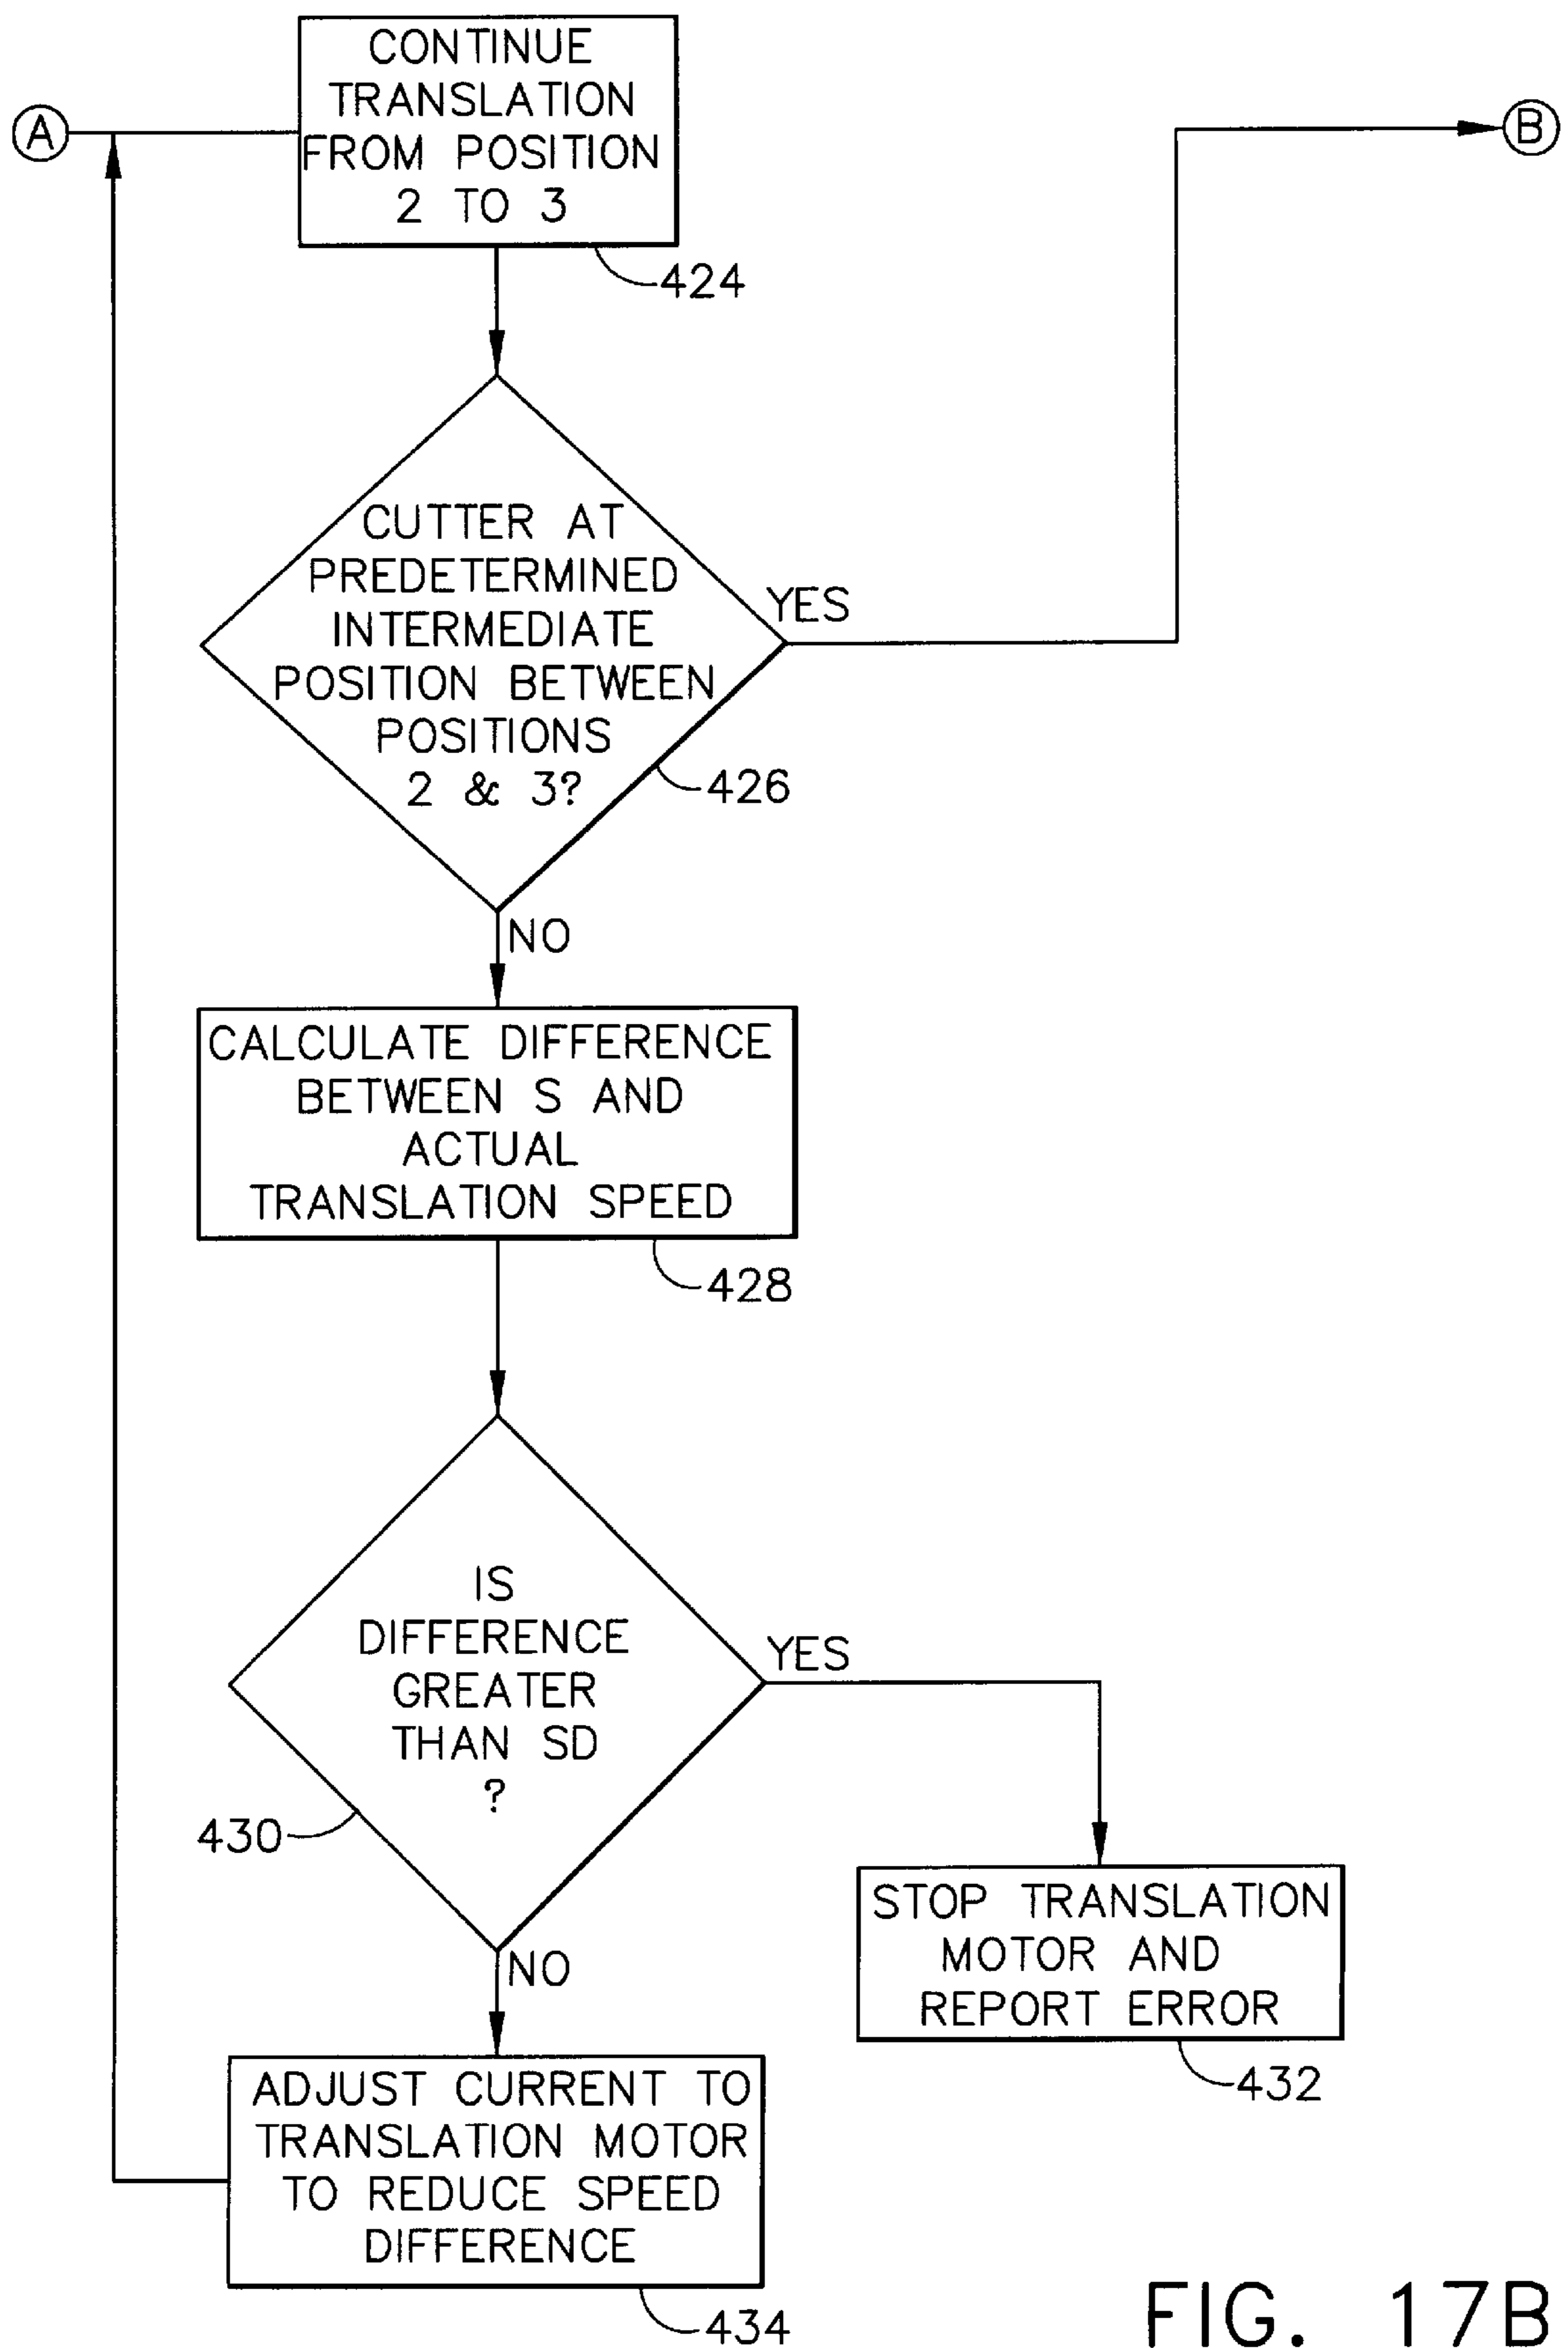 CONTINUE
TRANSLATION
FROM POSITION
2 TO 3
A
B
424
CUTTER AT
PREDETERMINED
INTERMEDIATE
POSITION BETWEEN
POSITIONS
2 & 3?
YES
426
NO
CALCULATE DIFFERENCE
BETWEEN S AND
ACTUAL
TRANSLATION SPEED
428
IS
DIFFERENCE
GREATER
THAN SD
?
YES
430
NO
STOP TRANSLATION
MOTOR AND
REPORT ERROR
432
ADJUST CURRENT TO
TRANSLATION MOTOR
TO REDUCE SPEED
DIFFERENCE
434
FIG. 17B